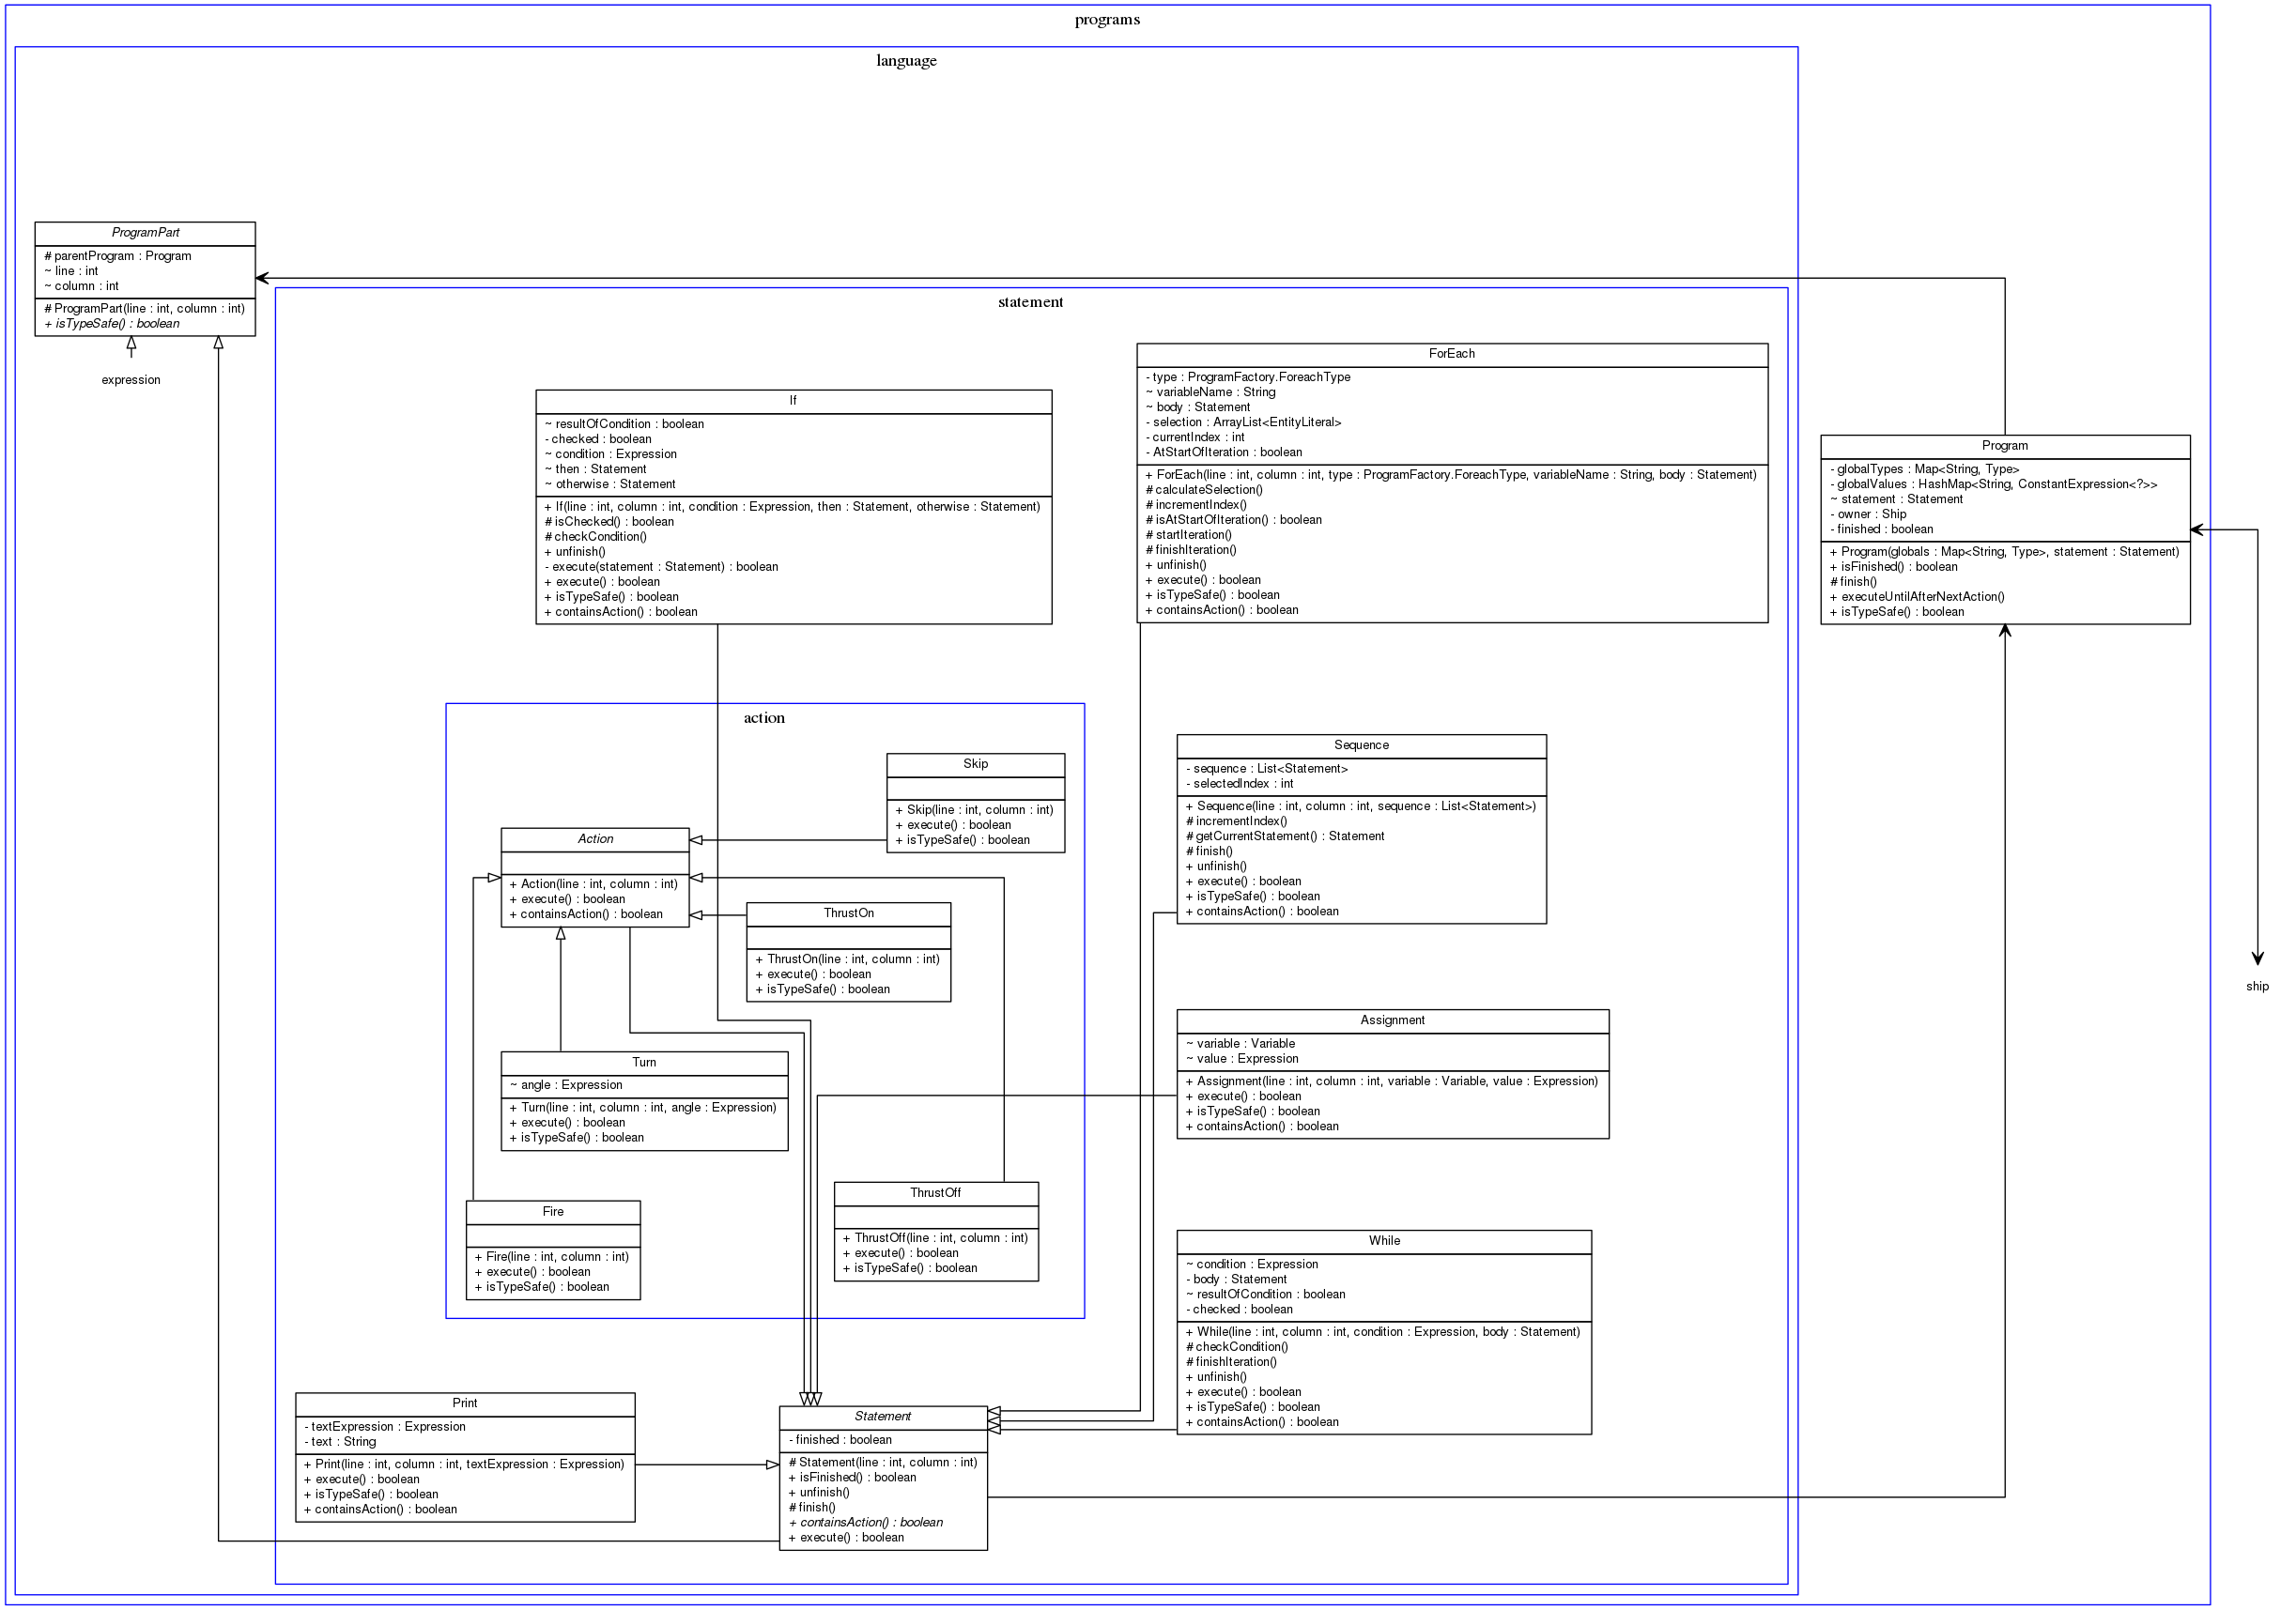 programs
language
ProgramPart
# parentProgram : Program
~ line : int
~ column : int
# ProgramPart(line : int, column : int)
+ isTypeSafe() : boolean
expression
statement
If
~ resultOfCondition : boolean
- checked : boolean
~ condition : Expression
~ then : Statement
~ otherwise : Statement
+ If(line : int, column : int, condition : Expression, then : Statement, otherwise : Statement)
# isChecked() : boolean
# checkCondition()
+ unfinish()
- execute(statement : Statement) : boolean
+ execute() : boolean
+ isTypeSafe() : boolean
+ containsAction() : boolean
ForEach
- type : ProgramFactory.ForeachType
~ variableName : String
~ body : Statement
- selection : ArrayList<EntityLiteral>
- currentIndex : int
- AtStartOfIteration : boolean
+ ForEach(line : int, column : int, type : ProgramFactory.ForeachType, variableName : String, body : Statement)
# calculateSelection()
# incrementIndex()
# isAtStartOfIteration() : boolean
# startIteration()
# finishIteration()
+ unfinish()
+ execute() : boolean
+ isTypeSafe() : boolean
+ containsAction() : boolean
Program
- globalTypes : Map<String, Type>
- globalValues : HashMap<String, ConstantExpression<?>>
~ statement : Statement
- owner : Ship
- finished : boolean
+ Program(globals : Map<String, Type>, statement : Statement)
+ isFinished() : boolean
# finish()
+ executeUntilAfterNextAction()
+ isTypeSafe() : boolean
action
Skip
+ Skip(line : int, column : int)
+ execute() : boolean
+ isTypeSafe() : boolean
Action
+ Action(line : int, column : int)
+ execute() : boolean
+ containsAction() : boolean
ThrustOn
+ ThrustOn(line : int, column : int)
+ execute() : boolean
+ isTypeSafe() : boolean
Sequence
- sequence : List<Statement>
- selectedIndex : int
+ Sequence(line : int, column : int, sequence : List<Statement>)
# incrementIndex()
# getCurrentStatement() : Statement
# finish()
+ unfinish()
+ execute() : boolean
+ isTypeSafe() : boolean
+ containsAction() : boolean
ship
Turn
~ angle : Expression
+ Turn(line : int, column : int, angle : Expression)
+ execute() : boolean
+ isTypeSafe() : boolean
Assignment
~ variable : Variable
~ value : Expression
+ Assignment(line : int, column : int, variable : Variable, value : Expression)
+ execute() : boolean
+ isTypeSafe() : boolean
+ containsAction() : boolean
Fire
+ Fire(line : int, column : int)
+ execute() : boolean
+ isTypeSafe() : boolean
ThrustOff
+ ThrustOff(line : int, column : int)
+ execute() : boolean
+ isTypeSafe() : boolean
While
~ condition : Expression
- body : Statement
~ resultOfCondition : boolean
- checked : boolean
+ While(line : int, column : int, condition : Expression, body : Statement)
# checkCondition()
# finishIteration()
+ unfinish()
+ execute() : boolean
+ isTypeSafe() : boolean
+ containsAction() : boolean
Print
- textExpression : Expression
- text : String
+ Print(line : int, column : int, textExpression : Expression)
+ execute() : boolean
+ isTypeSafe() : boolean
+ containsAction() : boolean
Statement
- finished : boolean
# Statement(line : int, column : int)
+ isFinished() : boolean
+ unfinish()
# finish()
+ containsAction() : boolean
+ execute() : boolean